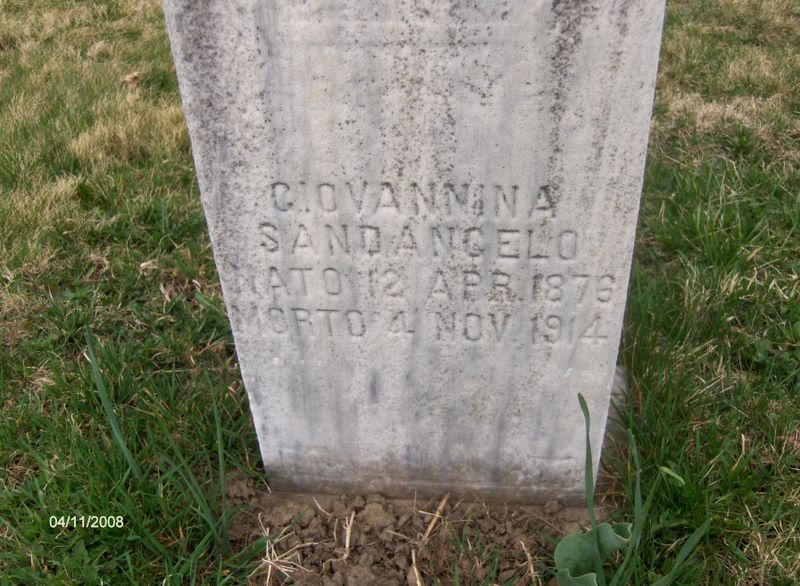 GIOVANNINA
SANDANGELO
NATO 12 APR. 1876
MORTO 4 NOV. 1914
04/11/2008